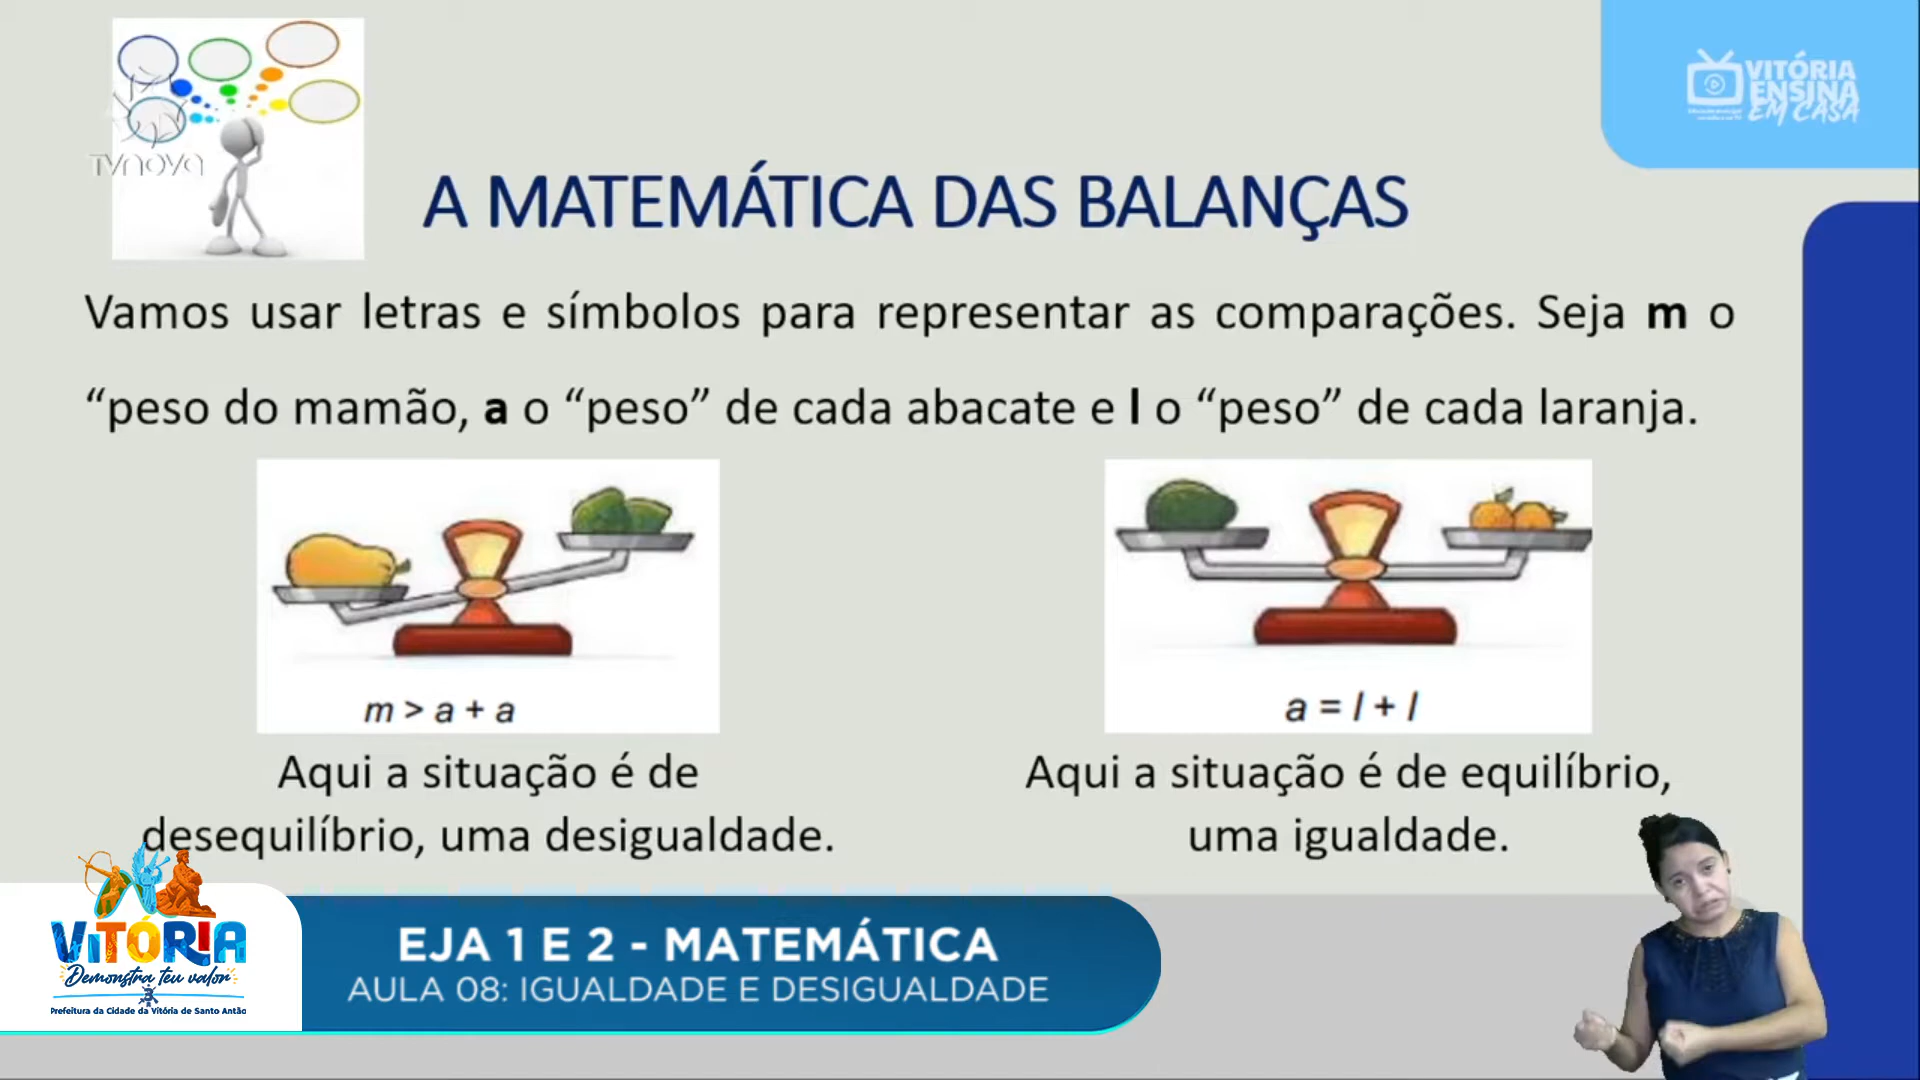 VITÓRIA
ENSINA
EM CASA
TV NOVA
A MATEMÁTICA DAS BALANÇAS
Vamos usar letras e símbolos para representar as comparações. Seja m o
“peso do mamão, a o “peso” de cada abacate e l o “peso” de cada laranja.
m > a + a
a = l + l
Aqui a situação é de
desequilíbrio, uma desigualdade.
Aqui a situação é de equilíbrio,
uma igualdade.
VITÓRIA
Demonstra teu valor
Prefeitura da Cidade da Vitória de Santo Antão
EJA 1 E 2 - MATEMÁTICA
AULA 08: IGUALDADE E DESIGUALDADE